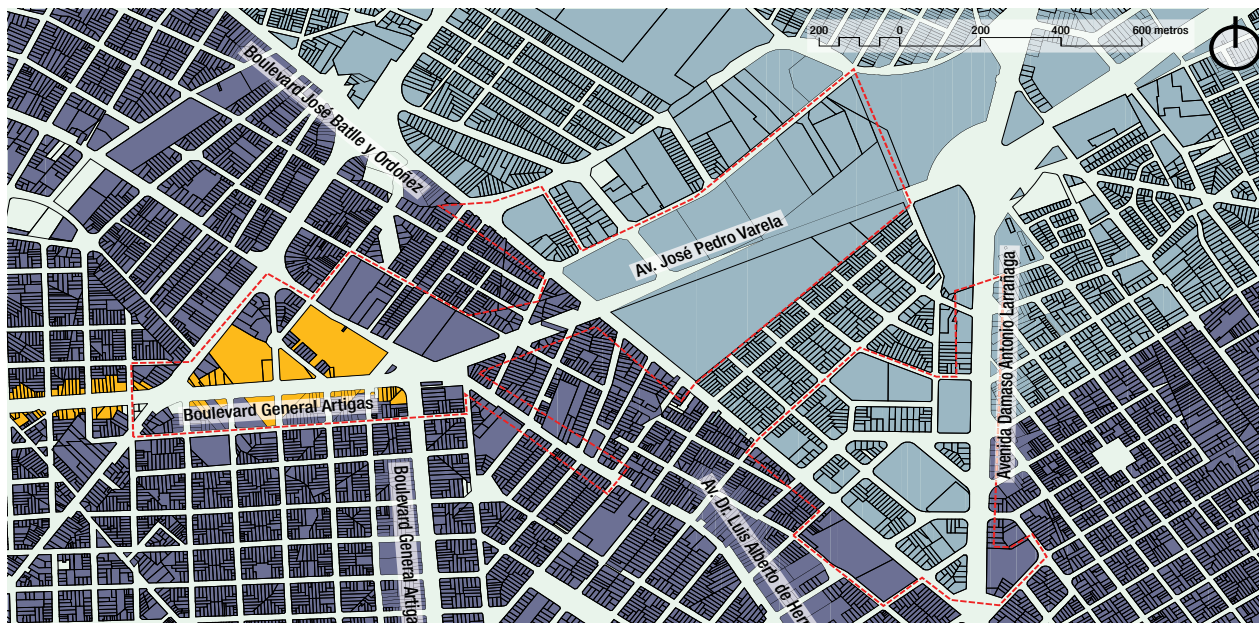 200 0 200 400 600 metros
Boulevard José Batlle y Ordoñez
Av. José Pedro Varela
Avenida Damaso Antonio Larrañaga
Boulevard General Artigas
Boulevard General Artiga
Av. Dr. Luis Alberto de Herr